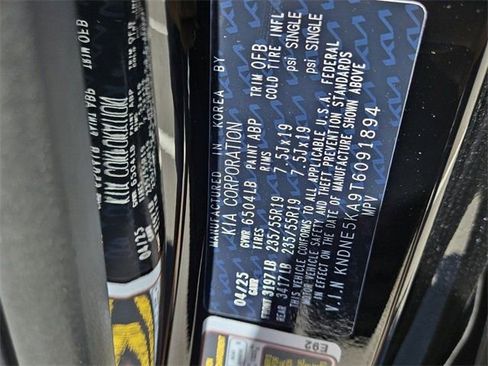 MANUFACTURED IN KOREA BY
KIA CORPORATION
GVWR 6504LB PAINT ABP TRIM OFB
TIRES RIMS COLD TIRE INFL
04/25 235/55R19 7.5Jx19 psi SINGLE
GAWR
FRONT 3197LB 235/55R19 7.5Jx19 psi SINGLE
REAR 3417LB
THIS VEHICLE CONFORMS TO ALL APPLICABLE U.S.A. FEDERAL
MOTOR VEHICLE SAFETY AND THEFT PREVENTION STANDARDS
IN EFFECT ON THE DATE OF MANUFACTURE SHOWN ABOVE
V.I.N KNDNE5KA9T6091894
MPV
E92